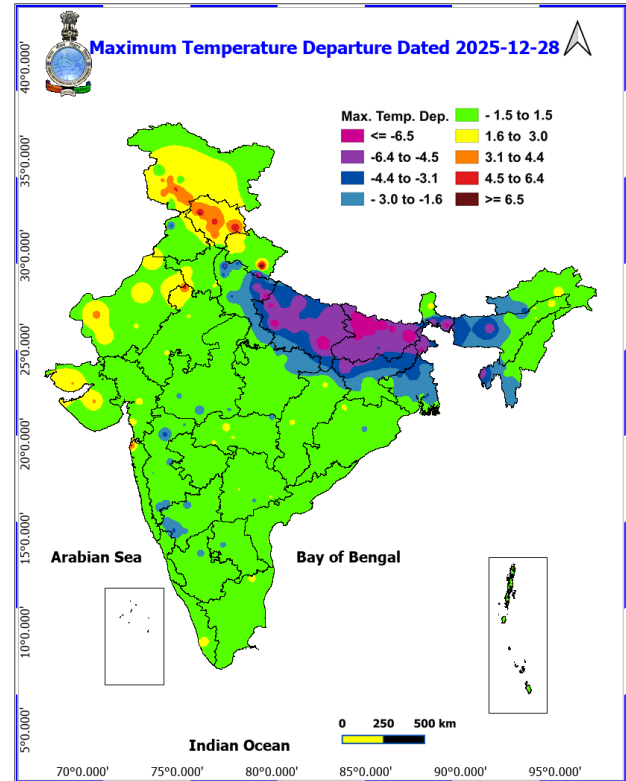 Maximum Temperature Departure Dated 2025-12-28
Max. Temp. Dep.
<= -6.5
-6.4 to -4.5
-4.4 to -3.1
- 3.0 to -1.6
- 1.5 to 1.5
1.6 to 3.0
3.1 to 4.4
4.5 to 6.4
>= 6.5
40°0.000'
35°0.000'
30°0.000'
25°0.000'
20°0.000'
15°0.000'
10°0.000'
5°0.000'
Arabian Sea
Bay of Bengal
Indian Ocean
0 250 500 km
70°0.000' 75°0.000' 80°0.000' 85°0.000' 90°0.000' 95°0.000'